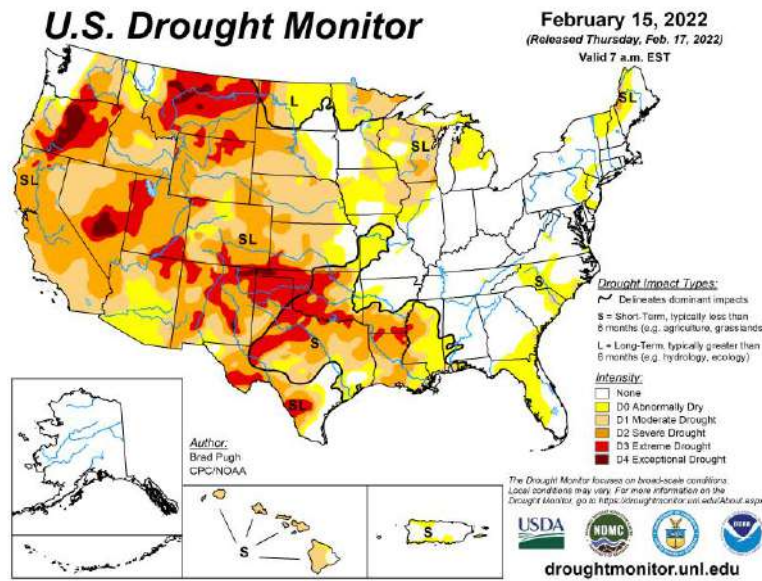 U.S. Drought Monitor
February 15, 2022
(Released Thursday, Feb. 17, 2022)
Valid 7 a.m. EST
L
SL
SL
SL
SL
S
S
S
SL
Drought Impact Types:
Delineates dominant impacts
S = Short-Term, typically less than
6 months (e.g. agriculture, grasslands
L = Long-Term, typically greater than
6 months (e.g. hydrology, ecology)
Intensity:
None
D0 Abnormally Dry
D1 Moderate Drought
D2 Severe Drought
D3 Extreme Drought
D4 Exceptional Drought
Author:
Brad Pugh
CPC/NOAA
S
S
The Drought Monitor focuses on broad-scale conditions.
Local conditions may vary. For more information on the
Drought Monitor, go to https://droughtmonitor.unl.edu/About.aspx
USDA
NDMC
NOAA
droughtmonitor.unl.edu